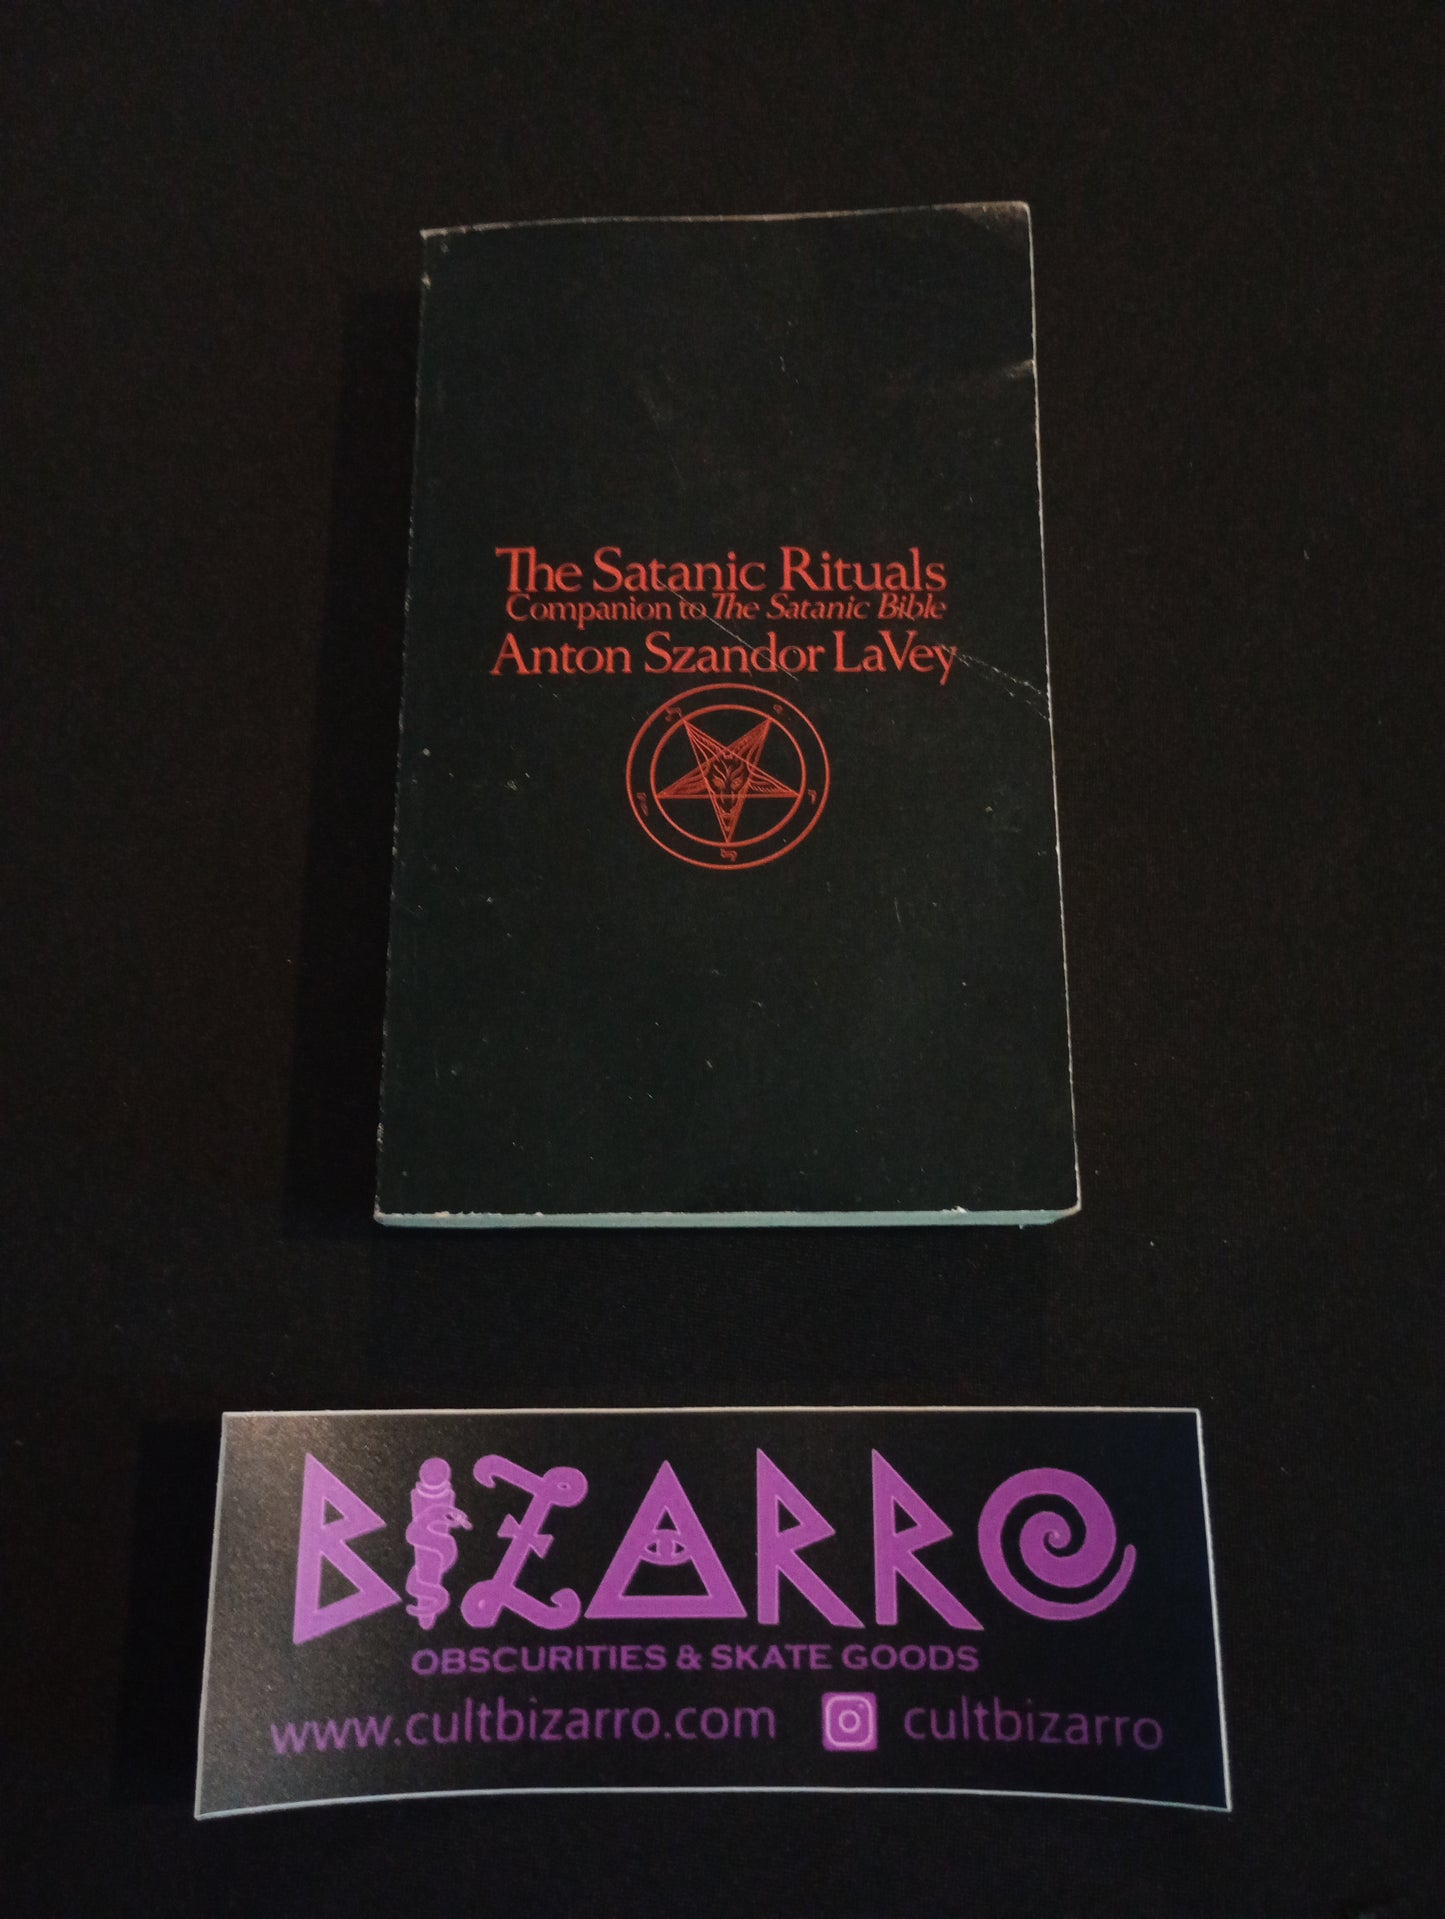 The Satanic Rituals
Companion to The Satanic Bible
Anton Szandor LaVey
BIZARRO
OBSCURITIES & SKATE GOODS
www.cultbizarro.com cultbizarro